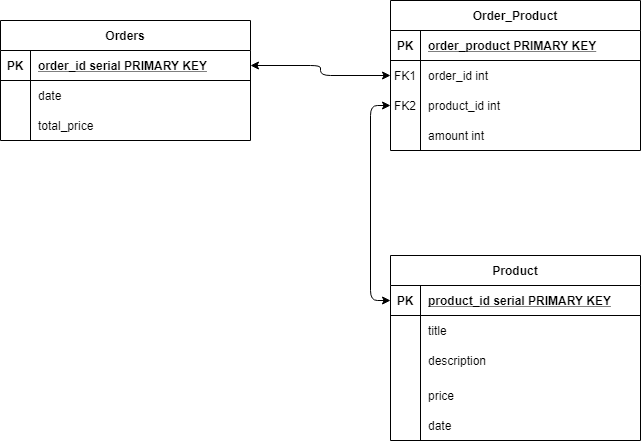 Orders
PK order_id serial PRIMARY KEY
date
total_price
Order_Product
PK order_product PRIMARY KEY
FK1 order_id int
FK2 product_id int
amount int
Product
PK product_id serial PRIMARY KEY
title
description
price
date